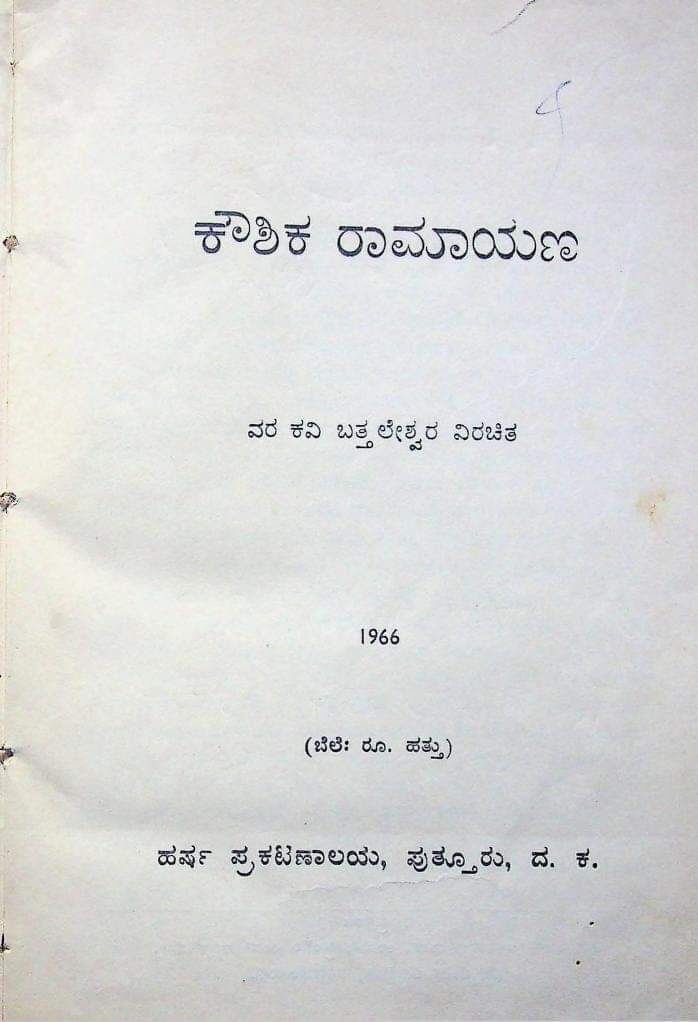 ಕೌಶಿಕ ರಾಮಾಯಣ
ವರ ಕವಿ ಬತ್ತಲೇಶ್ವರ ವಿರಚಿತ
1966
(ಬೆಲೆ: ರೂ. ಹತ್ತು)
ಹರ್ಷ ಪ್ರಕಟಣಾಲಯ, ಪುತ್ತೂರು, ದ. ಕ.